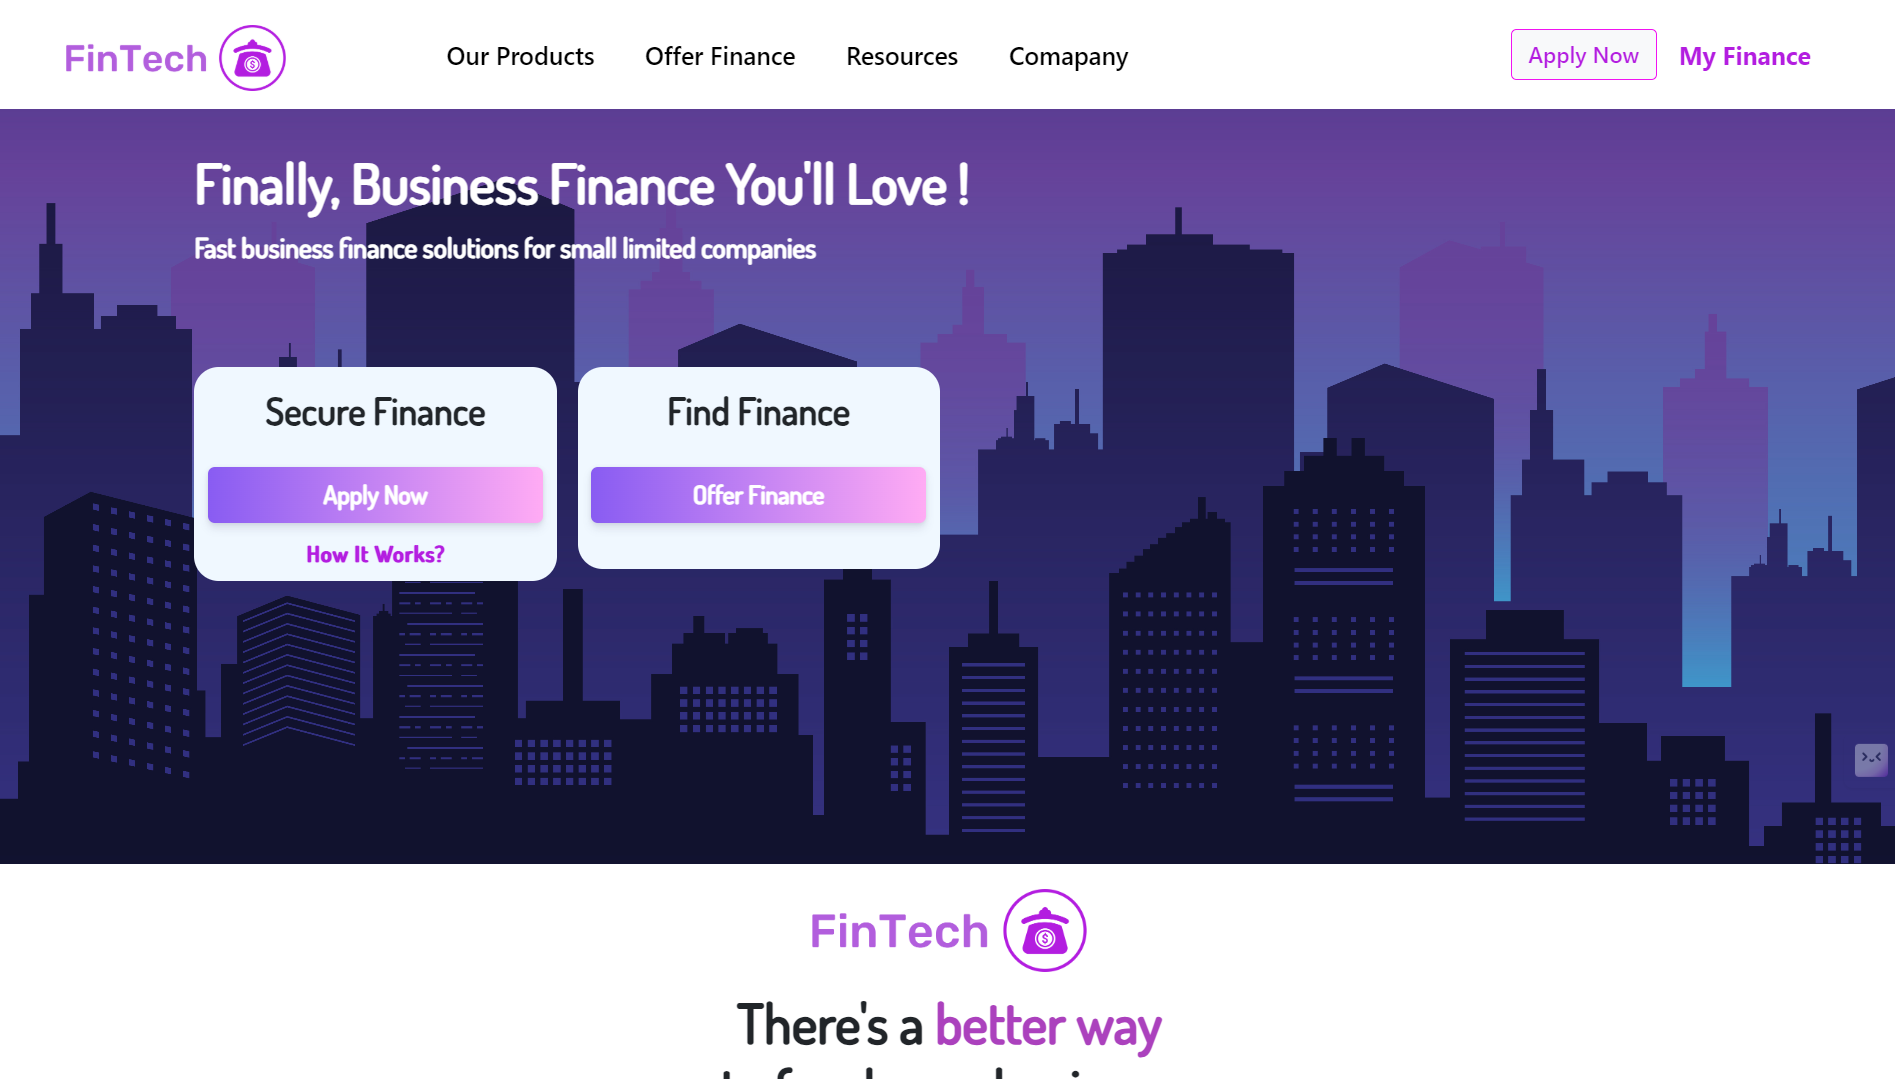 FinTech
Our Products Offer Finance Resources Comapany
Apply Now My Finance
Finally, Business Finance You'll Love !
Fast business finance solutions for small limited companies
Secure Finance
Apply Now
How It Works?
Find Finance
Offer Finance
FinTech
There's a better way